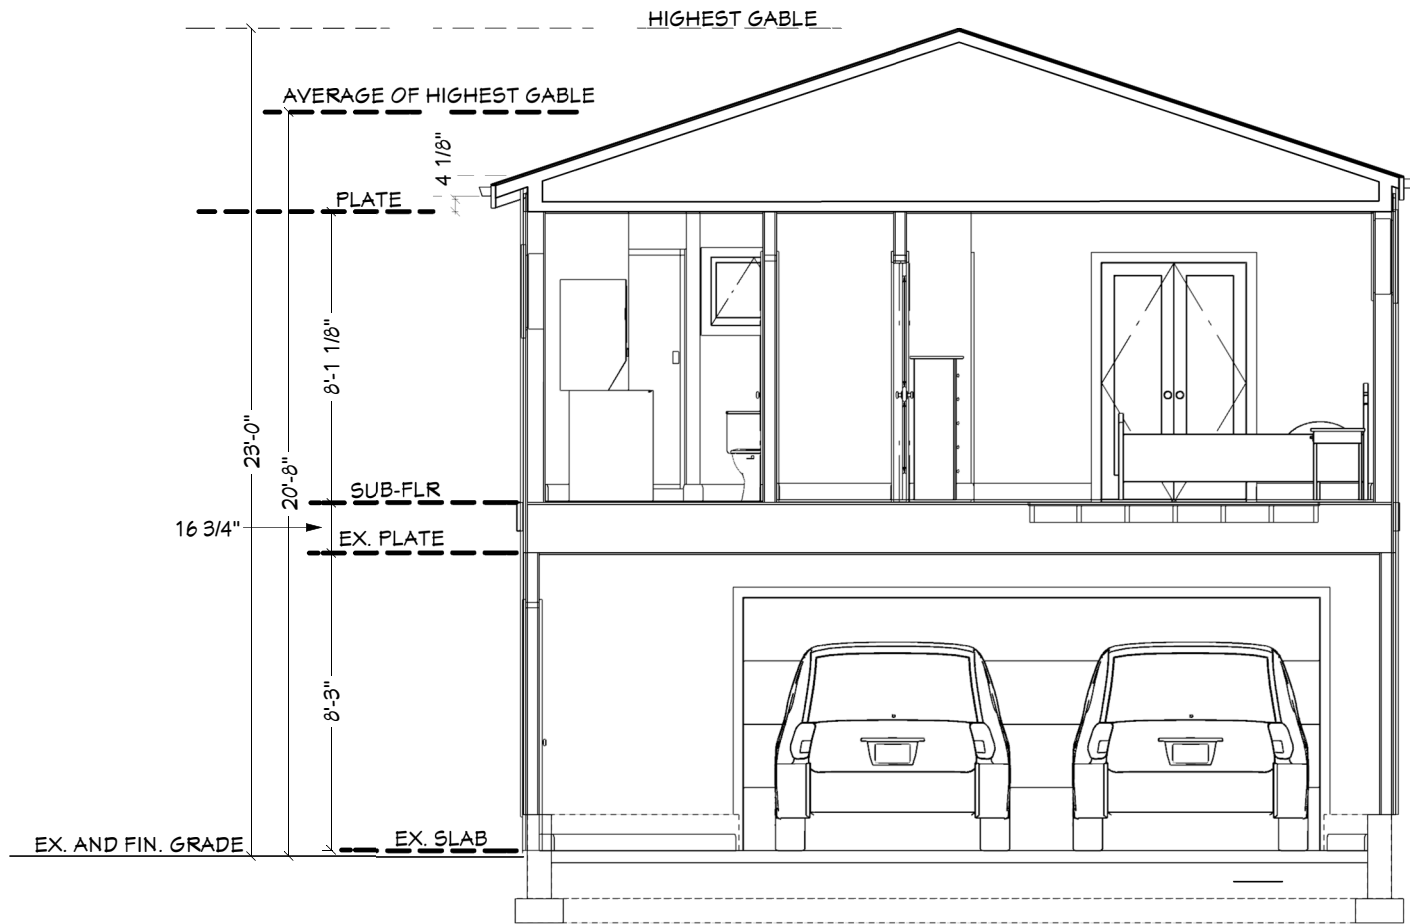 HIGHEST GABLE
AVERAGE OF HIGHEST GABLE
4 1/8"
PLATE
8'-1 1/8"
23'-0"
20'-8"
SUB-FLR
16 3/4"
EX. PLATE
8'-3"
EX. SLAB
EX. AND FIN. GRADE